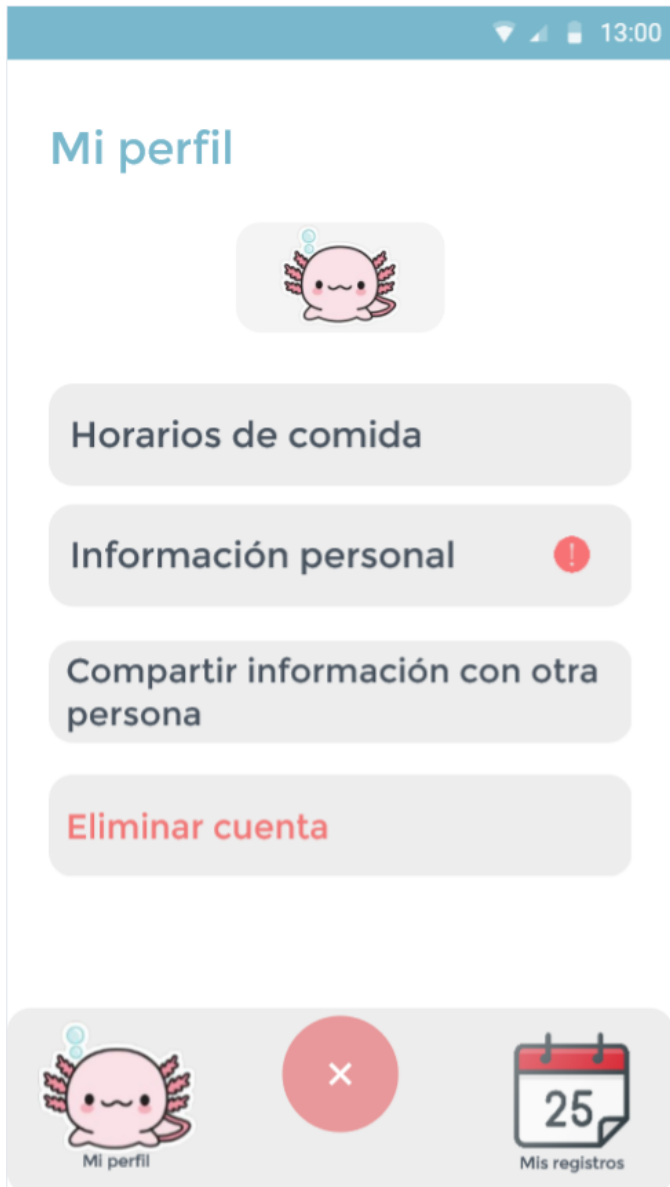 13:00
Mi perfil
Horarios de comida
Información personal
!
Compartir información con otra
persona
Eliminar cuenta
25
Mi perfil
Mis registros